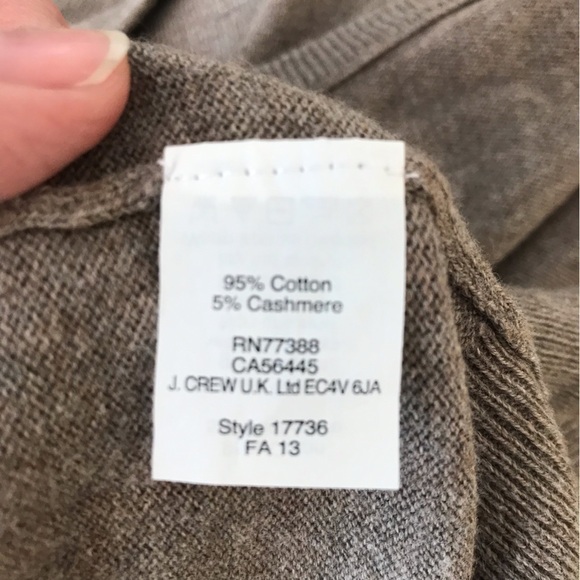 95% Cotton
5% Cashmere
RN77388
CA56445
J. CREW U.K. Ltd EC4V 6JA
Style 17736
FA 13